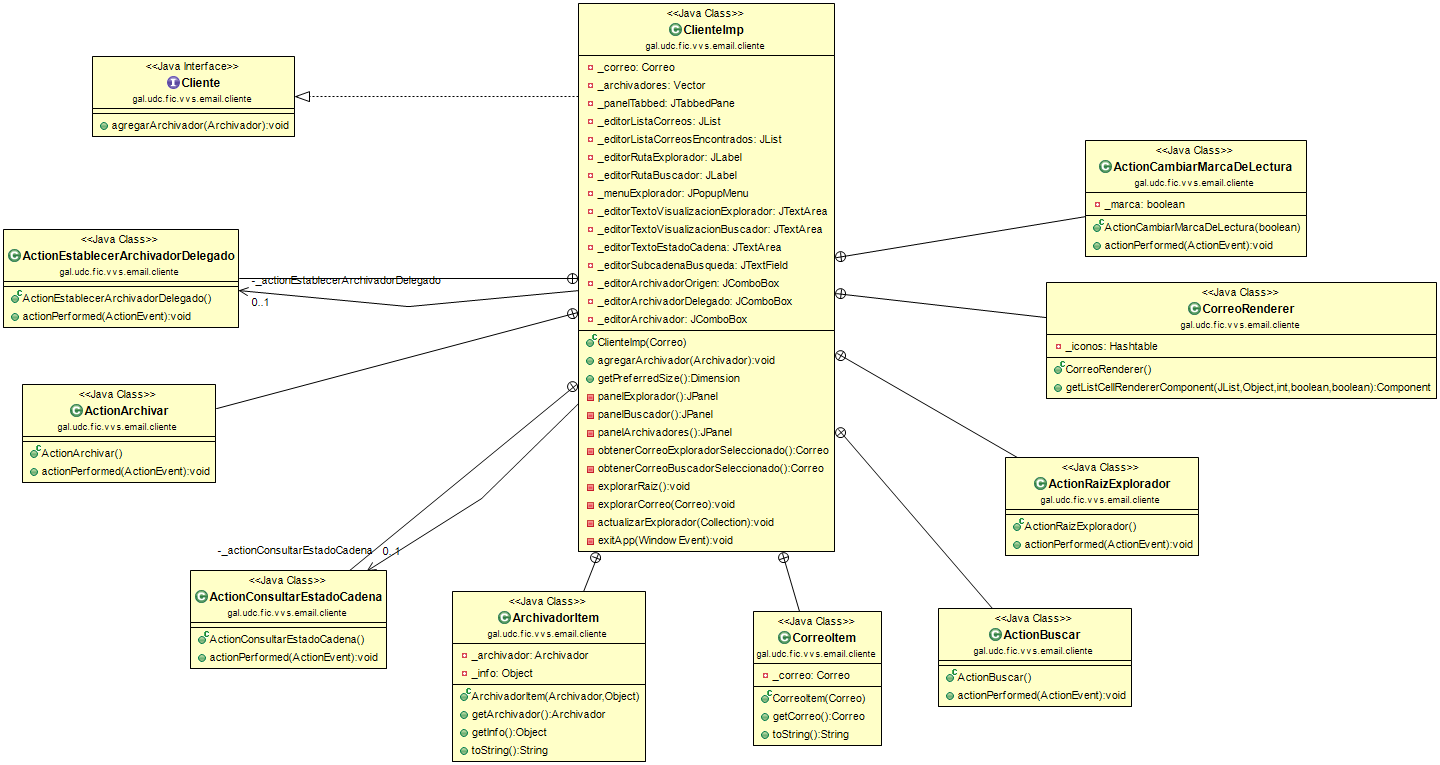 <<Java Class>>
ClienteImp
gal.udc.fic.vvs.email.cliente
_correo: Correo
_archivadores: Vector
_panelTabbed: JTabbedPane
_editorListaCorreos: JList
_editorListaCorreosEncontrados: JList
_editorRutaExplorador: JLabel
_editorRutaBuscador: JLabel
_menuExplorador: JPopupMenu
_editorTextoVisualizacionExplorador: JTextArea
_editorTextoVisualizacionBuscador: JTextArea
_editorTextoEstadoCadena: JTextArea
_editorSubcadenaBusqueda: JTextField
_editorArchivadorOrigen: JComboBox
_editorArchivadorDelegado: JComboBox
_editorArchivador: JComboBox
ClienteImp(Correo)
agregarArchivador(Archivador):void
getPreferredSize():Dimension
panelExplorador():JPanel
panelBuscador():JPanel
panelArchivadores():JPanel
obtenerCorreoExploradorSeleccionado():Correo
obtenerCorreoBuscadorSeleccionado():Correo
explorarRaiz():void
explorarCorreo(Correo):void
actualizarExplorador(Collection):void
exitApp(WindowEvent):void
<<Java Interface>>
Cliente
gal.udc.fic.vvs.email.cliente
agregarArchivador(Archivador):void
<<Java Class>>
ActionEstablecerArchivadorDelegado
gal.udc.fic.vvs.email.cliente
ActionEstablecerArchivadorDelegado()
actionPerformed(ActionEvent):void
-_actionEstablecerArchivadorDelegado
0..1
<<Java Class>>
ActionArchivar
gal.udc.fic.vvs.email.cliente
ActionArchivar()
actionPerformed(ActionEvent):void
-_actionConsultarEstadoCadena
0..1
<<Java Class>>
ActionConsultarEstadoCadena
gal.udc.fic.vvs.email.cliente
ActionConsultarEstadoCadena()
actionPerformed(ActionEvent):void
<<Java Class>>
ArchivadorItem
gal.udc.fic.vvs.email.cliente
_archivador: Archivador
_info: Object
ArchivadorItem(Archivador,Object)
getArchivador():Archivador
getInfo():Object
toString():String
<<Java Class>>
CorreoItem
gal.udc.fic.vvs.email.cliente
_correo: Correo
CorreoItem(Correo)
getCorreo():Correo
toString():String
<<Java Class>>
ActionBuscar
gal.udc.fic.vvs.email.cliente
ActionBuscar()
actionPerformed(ActionEvent):void
<<Java Class>>
ActionRaizExplorador
gal.udc.fic.vvs.email.cliente
ActionRaizExplorador()
actionPerformed(ActionEvent):void
<<Java Class>>
CorreoRenderer
gal.udc.fic.vvs.email.cliente
_iconos: Hashtable
CorreoRenderer()
getListCellRendererComponent(JList,Object,int,boolean,boolean):Component
<<Java Class>>
ActionCambiarMarcaDeLectura
gal.udc.fic.vvs.email.cliente
_marca: boolean
ActionCambiarMarcaDeLectura(boolean)
actionPerformed(ActionEvent):void